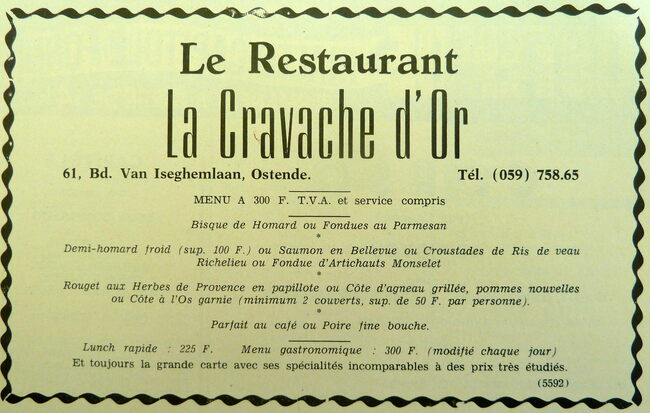 Le Restaurant
La Cravache d'Or
61, Bd. Van Iseghemlaan, Ostende. Tél. (059) 758.65
MENU A 300 F. T.V.A. et service compris
Bisque de Homard ou Fondues au Parmesan
*
Demi-homard froid (sup. 100 F.) ou Saumon en Bellevue ou Croustades de Ris de veau
Richelieu ou Fondue d'Artichauts Monselet
*
Rouget aux Herbes de Provence en papillote ou Côte d'agneau grillée, pommes nouvelles
ou Côte à l'Os garnie (minimum 2 couverts, sup. de 50 F. par personne).
*
Parfait au café ou Poire fine bouche.
Lunch rapide : 225 F. Menu gastronomique : 300 F. (modifié chaque jour)
Et toujours la grande carte avec ses spécialités incomparables à des prix très étudiés.
(5592)